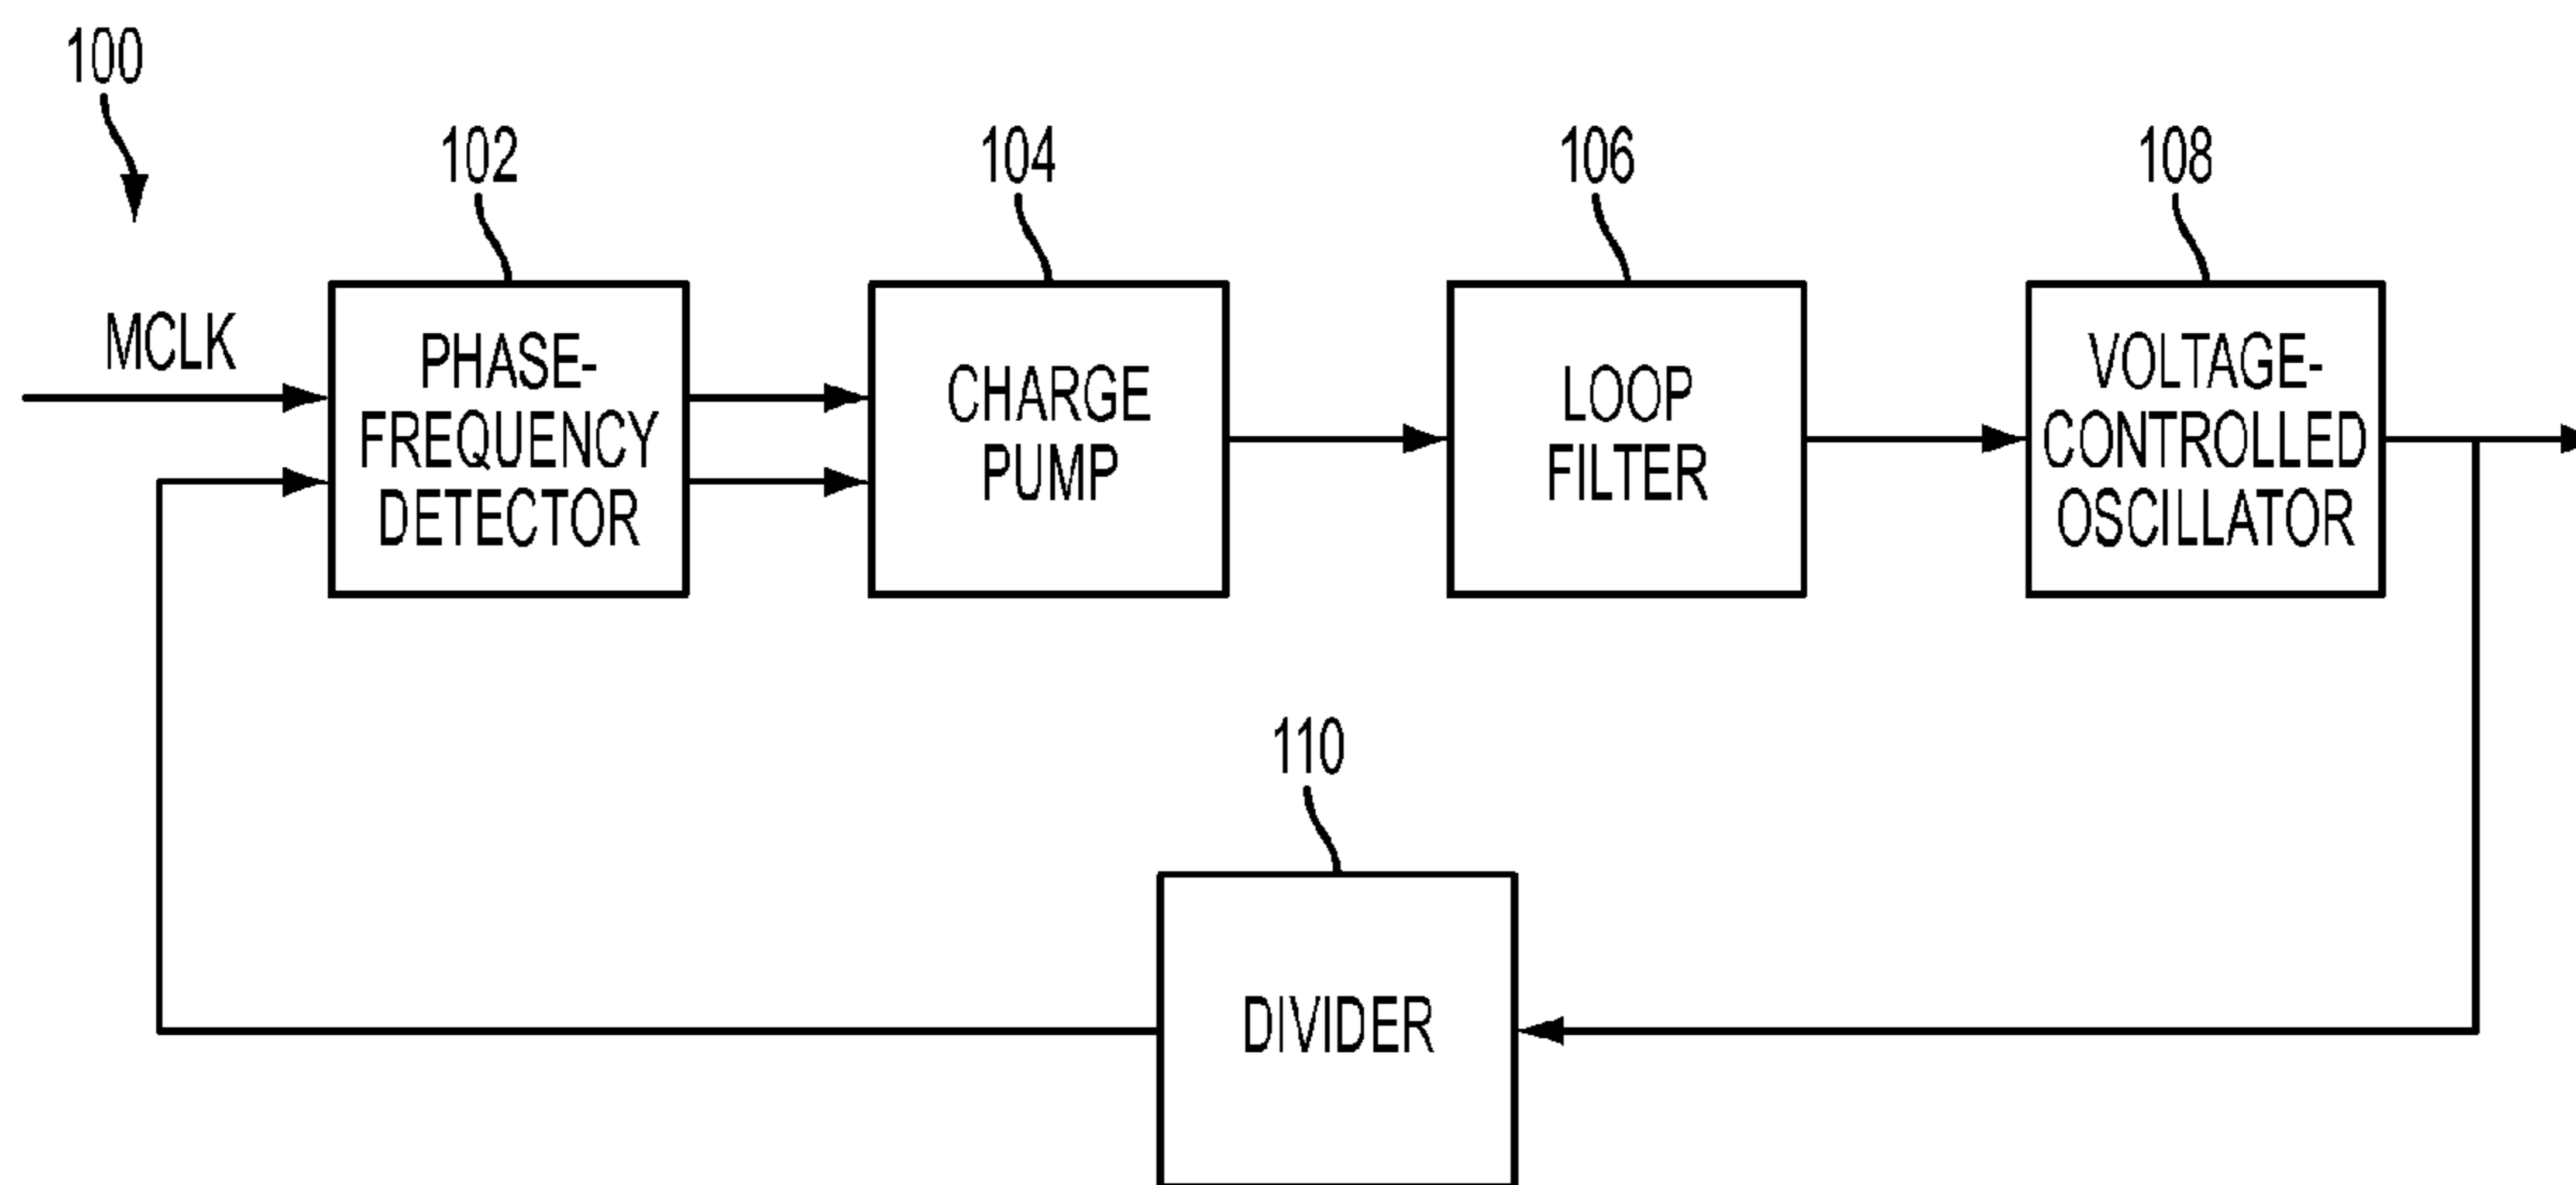 100
102
104
106
108
MCLK
PHASE-
FREQUENCY
DETECTOR
CHARGE
PUMP
LOOP
FILTER
VOLTAGE-
CONTROLLED
OSCILLATOR
110
DIVIDER